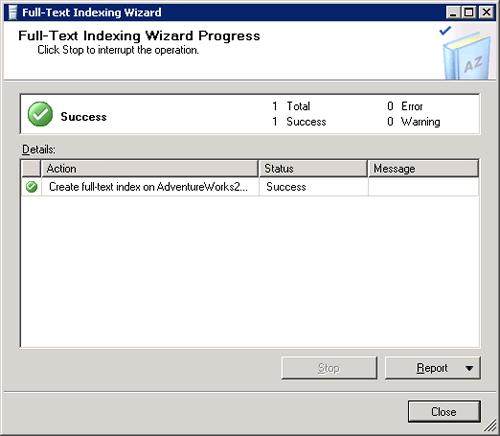 Full-Text Indexing Wizard
Full-Text Indexing Wizard Progress
Click Stop to interrupt the operation.
AZ
Success
1 Total 0 Error
1 Success 0 Warning
Details:
Action Status Message
Create full-text index on AdventureWorks2... Success
Stop Report
Close